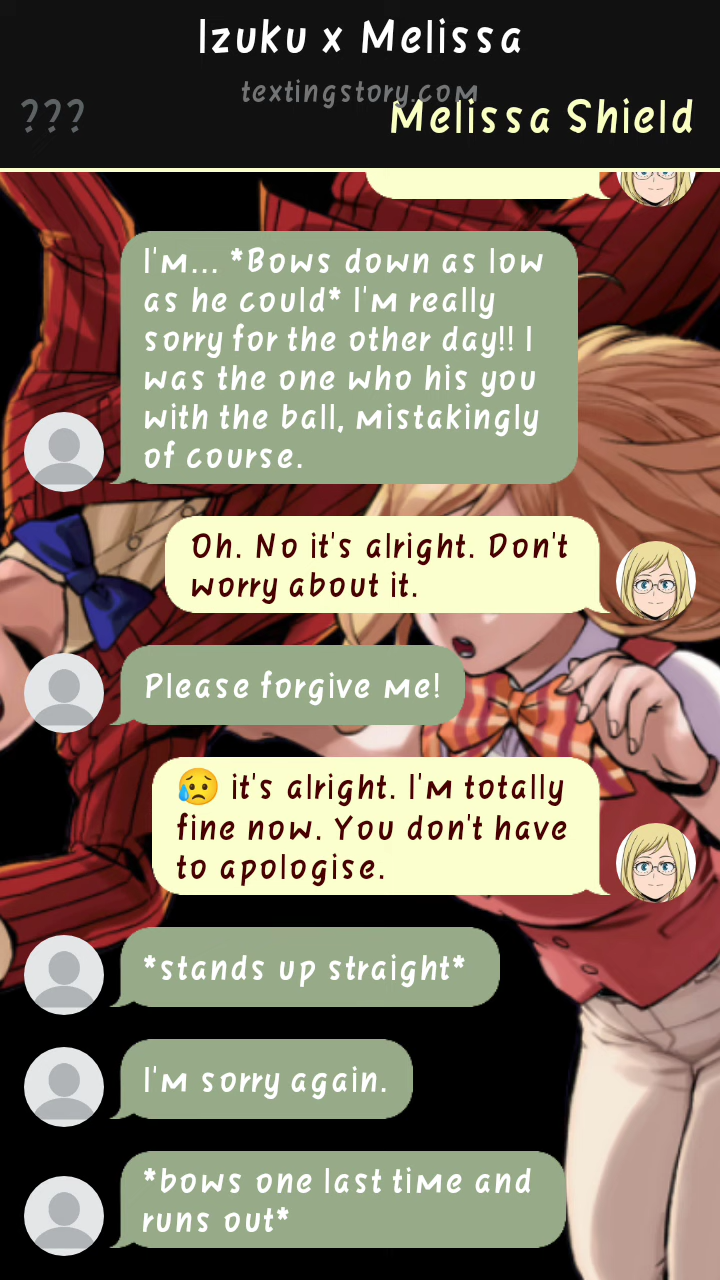 Izuku x Melissa
textingstory.com
???
Melissa Shield
I'm... *Bows down as low
as he could* I'm really
sorry for the other day!! I
was the one who his you
with the ball, mistakingly
of course.
Oh. No it's alright. Don't
worry about it.
Please forgive me!
😥 it's alright. I'm totally
fine now. You don't have
to apologise.
*stands up straight*
I'm sorry again.
*bows one last time and
runs out*